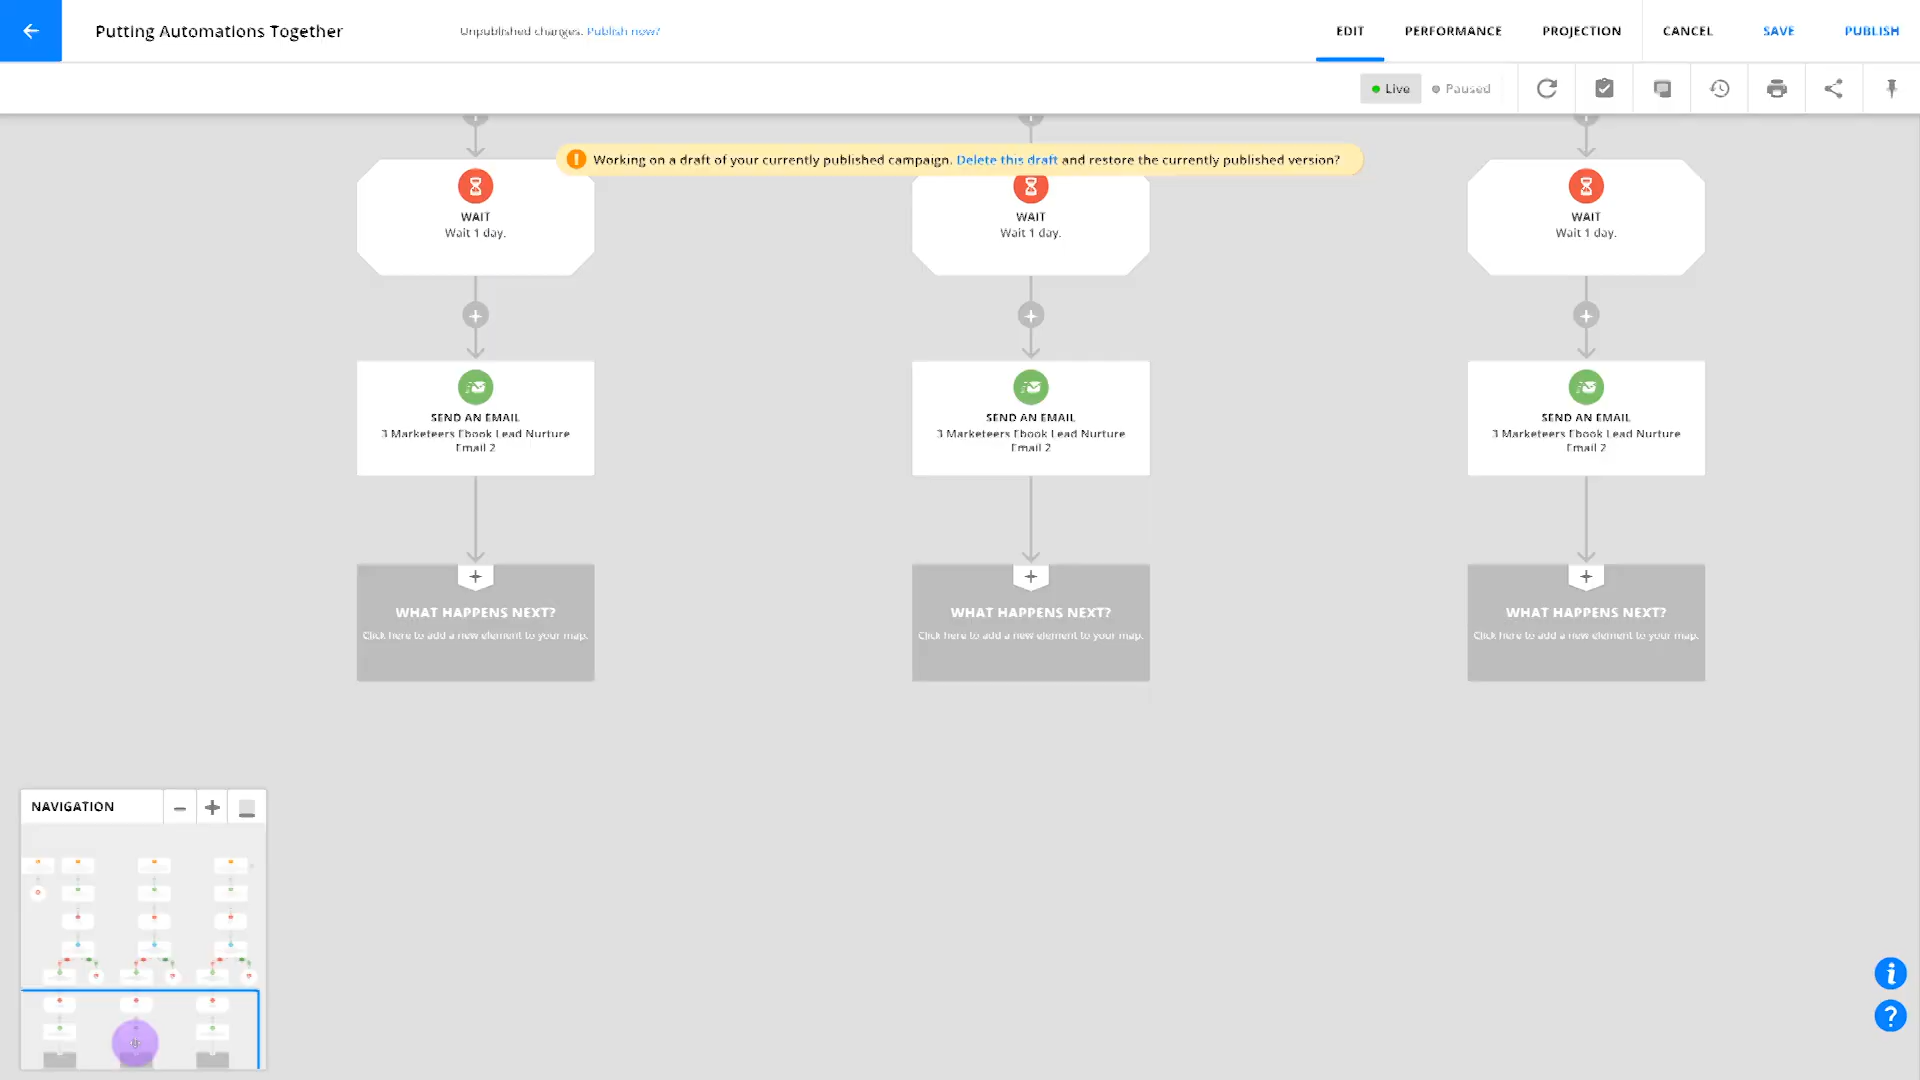 Putting Automations Together
Unpublished changes. Publish now?
EDIT
PERFORMANCE
PROJECTION
CANCEL
SAVE
PUBLISH
Live
Paused
Working on a draft of your currently published campaign. Delete this draft and restore the currently published version?
WAIT
Wait 1 day.
WAIT
Wait 1 day.
WAIT
Wait 1 day.
SEND AN EMAIL
3 Marketeers Ebook Lead Nurture
Email 2
SEND AN EMAIL
3 Marketeers Ebook Lead Nurture
Email 2
SEND AN EMAIL
3 Marketeers Ebook Lead Nurture
Email 2
WHAT HAPPENS NEXT?
Click here to add a new element to your map.
WHAT HAPPENS NEXT?
Click here to add a new element to your map.
WHAT HAPPENS NEXT?
Click here to add a new element to your map.
NAVIGATION